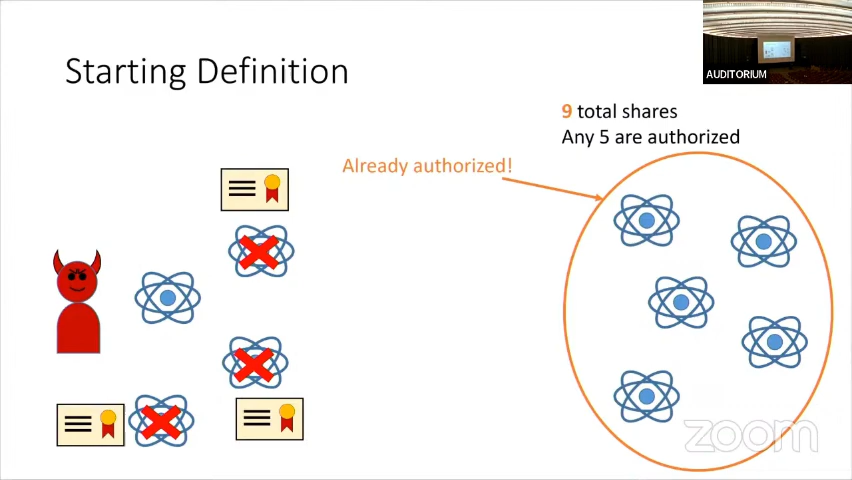 Starting Definition
AUDITORIUM
9 total shares
Any 5 are authorized
Already authorized!
zoom